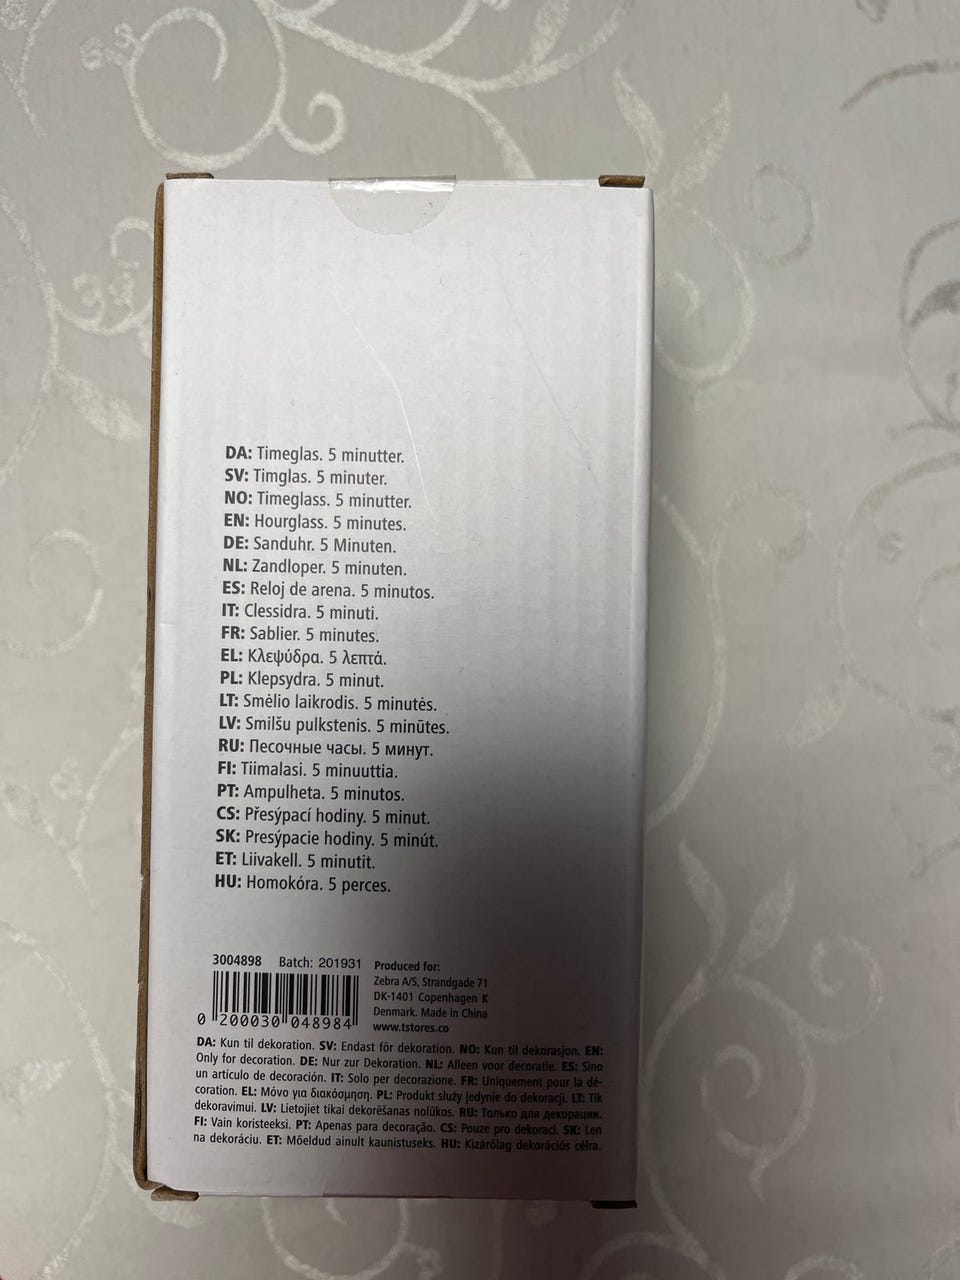 DA: Timeglas. 5 minutter.
SV: Timglas. 5 minuter.
NO: Timeglass. 5 minutter.
EN: Hourglass. 5 minutes.
DE: Sanduhr. 5 Minuten.
NL: Zandloper. 5 minuten.
ES: Reloj de arena. 5 minutos.
IT: Clessidra. 5 minuti.
FR: Sablier. 5 minutes.
EL: Κλεψύδρα. 5 λεπτά.
PL: Klepsydra. 5 minut.
LT: Smėlio laikrodis. 5 minutės.
LV: Smilšu pulkstenis. 5 minūtes.
RU: Песочные часы. 5 минут.
FI: Tiimalasi. 5 minuuttia.
PT: Ampulheta. 5 minutos.
CS: Přesýpací hodiny. 5 minut.
SK: Presýpacie hodiny. 5 minút.
ET: Liivakell. 5 minutit.
HU: Homokóra. 5 perces.
3004898 Batch: 201931
0 200030 048984
Produced for:
Zebra A/S, Strandgade 71
DK-1401 Copenhagen K
Denmark. Made in China
www.tstores.co
DA: Kun til dekoration. SV: Endast för dekoration. NO: Kun til dekorasjon. EN:
Only for decoration. DE: Nur zur Dekoration. NL: Alleen voor decoratie. ES: Sino
un artículo de decoración. IT: Solo per decorazione. FR: Uniquement pour la dé-
coration. EL: Μόνο για διακόσμηση. PL: Produkt służy jedynie do dekoracji. LT: Tik
dekoravimui. LV: Lietojiet tikai dekorēšanas nolūkos. RU: Только для декорации.
FI: Vain koristeeksi. PT: Apenas para decoração. CS: Pouze pro dekoraci. SK: Len
na dekoráciu. ET: Mõeldud ainult kaunistuseks. HU: Kizárólag dekorációs célra.